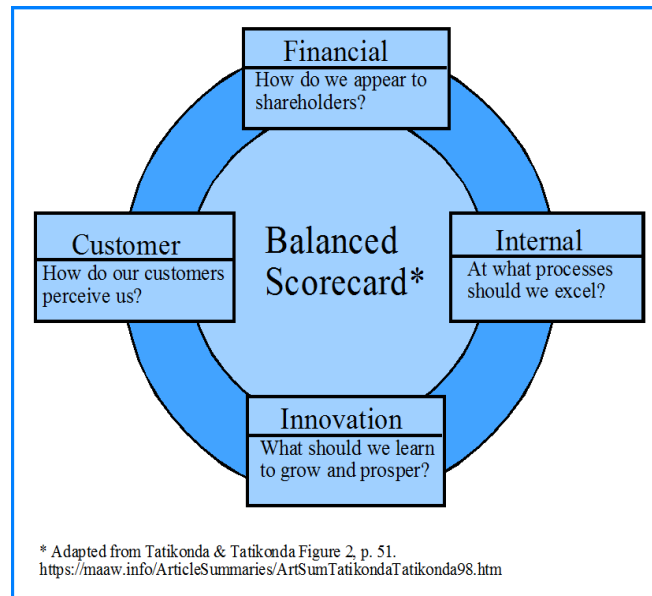 Financial
How do we appear to
shareholders?
Customer
How do our customers
perceive us?
Balanced
Scorecard*
Internal
At what processes
should we excel?
Innovation
What should we learn
to grow and prosper?
* Adapted from Tatikonda & Tatikonda Figure 2, p. 51.
https://maaw.info/ArticleSummaries/ArtSumTatikondaTatikonda98.htm